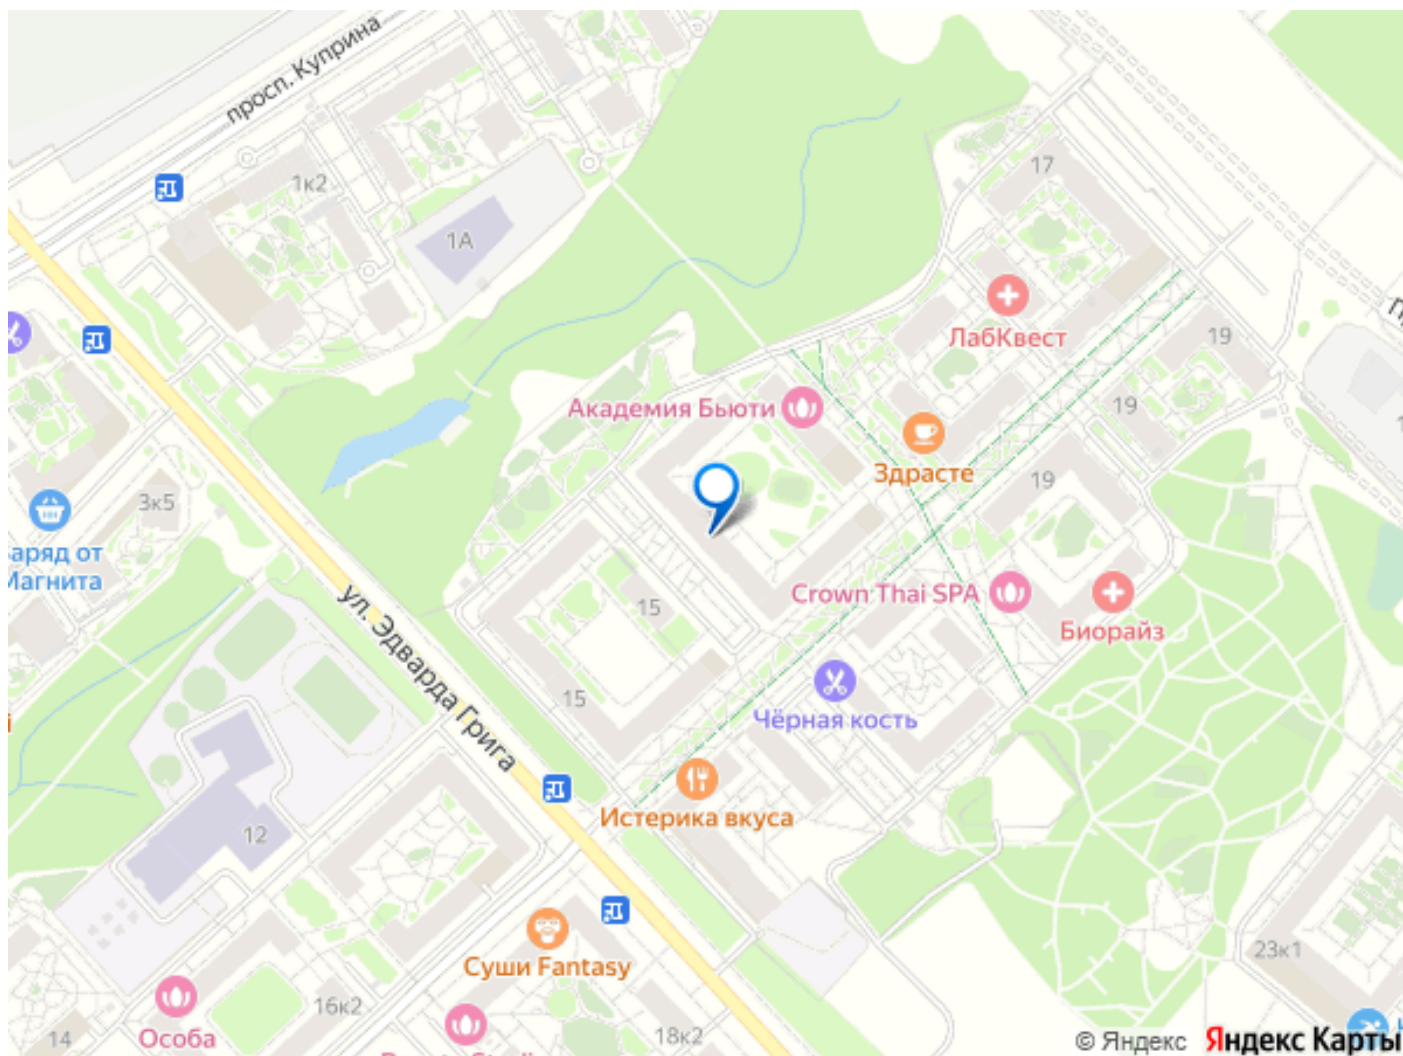 просп. Куприна
1к2
1А
17
ЛабКвест
19
19
Академия Бьюти
Здрасте
19
3к5
аряд от
Магнита
Crown Thai SPA
Биорайз
15
ул. Эдварда Грига
15
Чёрная кость
Истерика вкуса
12
Суши Fantasy
23к1
16к2
Особа
14
18к2
© Яндекс Яндекс Карты